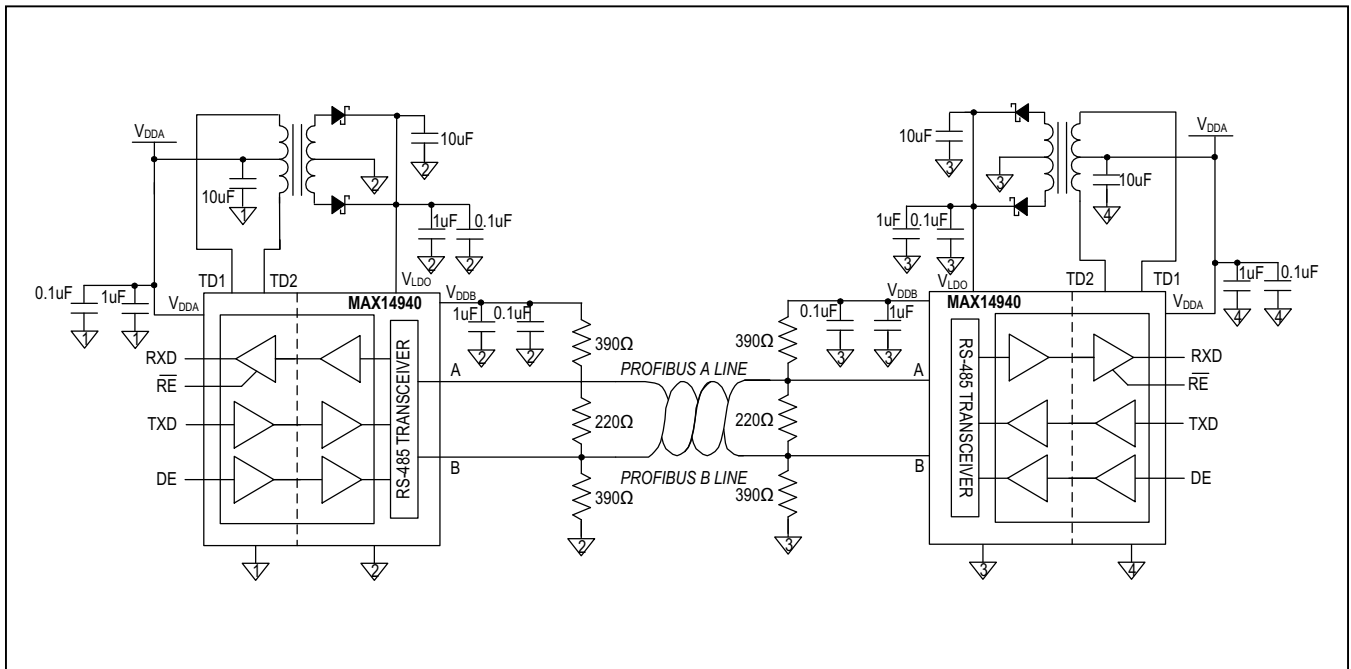 VDDA
10uF
2
2
10uF
1
1uF
0.1uF
2
2
TD1
TD2
VLDO
0.1uF
1uF
1
1
VDDA
MAX14940
VDDB
1uF
0.1uF
2
2
RXD
RE
TXD
DE
RS-485 TRANSCEIVER
A
B
390Ω
220Ω
390Ω
2
1
2
PROFIBUS A LINE
PROFIBUS B LINE
VDDA
10uF
3
3
10uF
4
1uF
0.1uF
3
3
VLDO
TD2
TD1
1uF
0.1uF
4
4
VDDB
MAX14940
VDDA
0.1uF
1uF
3
3
390Ω
220Ω
390Ω
3
A
B
RS-485 TRANSCEIVER
RXD
RE
TXD
DE
3
4